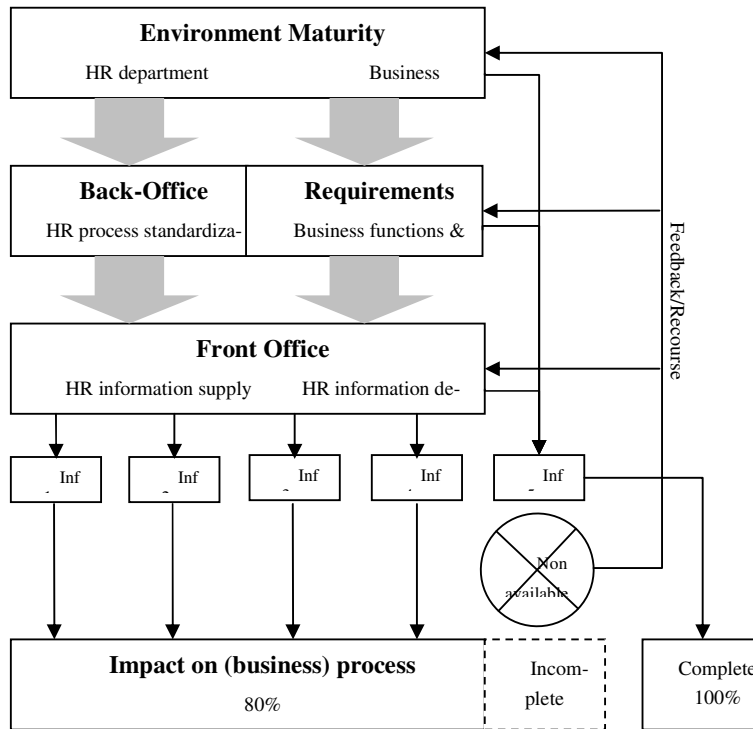 Environment Maturity
HR department Business
Back-Office Requirements
HR process standardiza- Business functions &
Feedback/Recourse
Front Office
HR information supply HR information de-
Inf Inf Inf Inf Inf
Non
available
Impact on (business) process
80%
Incom-
plete
Complete
100%